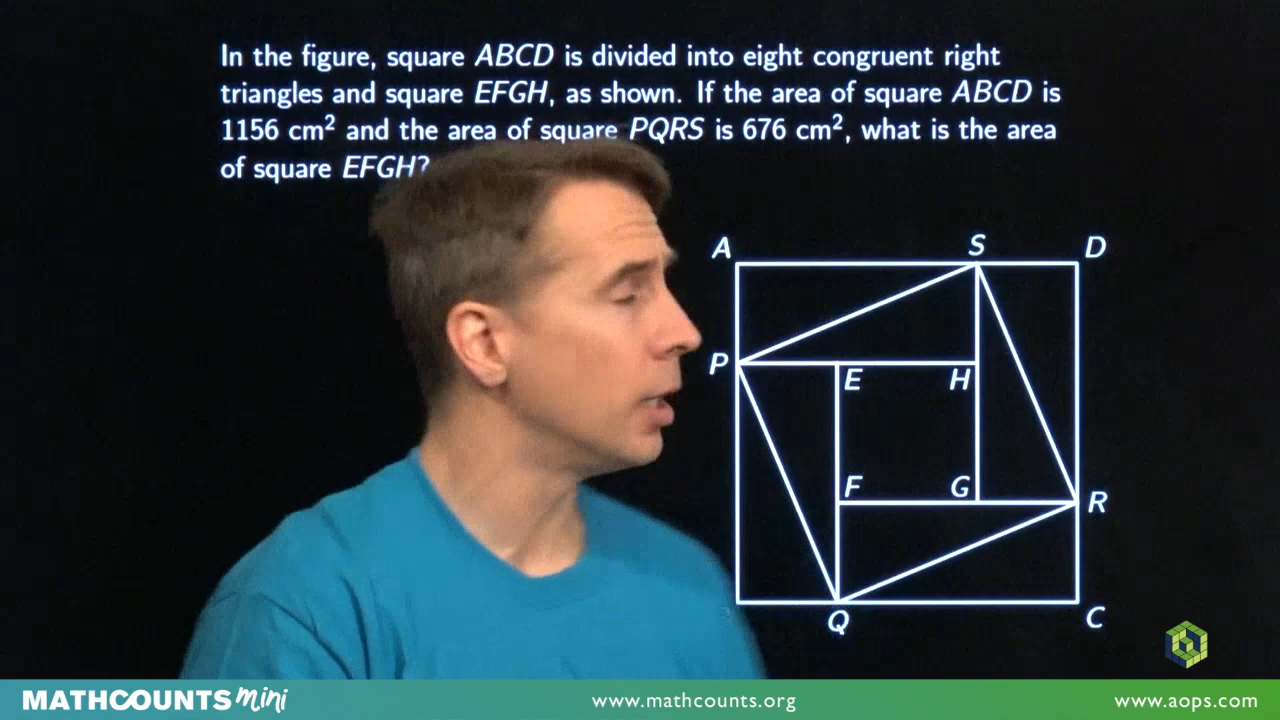 In the figure, square ABCD is divided into eight congruent right
triangles and square EFGH, as shown. If the area of square ABCD is
1156 cm² and the area of square PQRS is 676 cm², what is the area
of square EFGH?
A S D
P E H
F G R
Q C
MATHCOUNTS mini www.mathcounts.org www.aops.com